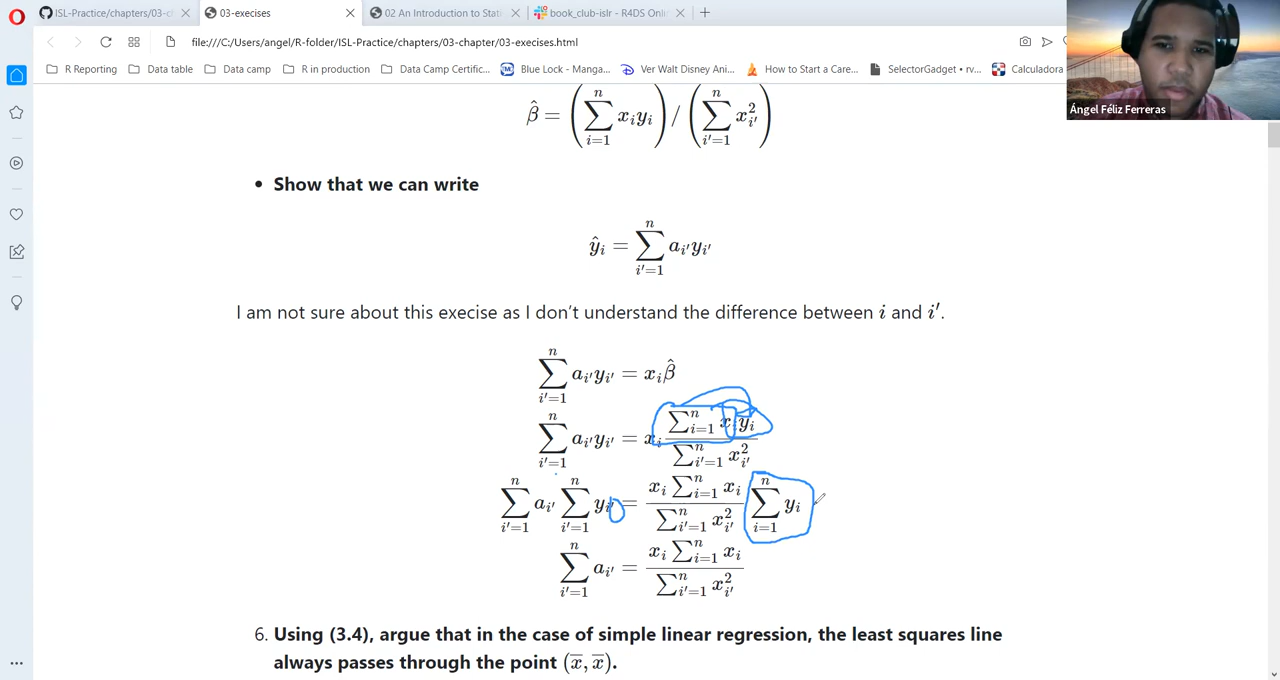 ISL-Practice/chapters/03-c
03-execises
02 An Introduction to Stat
book_club-islr - R4DS Onli
file:///C:/Users/angel/R-folder/ISL-Practice/chapters/03-chapter/03-execises.html
R Reporting
Data table
Data camp
R in production
Data Camp Certific...
Blue Lock - Manga...
Ver Walt Disney Ani...
How to Start a Care...
SelectorGadget • rv...
Calculadora
Ángel Féliz Ferreras
β̂ = (∑_{i=1}^{n} x_i y_i) / (∑_{i'=1}^{n} x_{i'}^2)
• Show that we can write
ŷ_i = ∑_{i'=1}^{n} a_{i'} y_{i'}
I am not sure about this execise as I don't understand the difference between i and i'.
∑_{i'=1}^{n} a_{i'} y_{i'} = x_i β̂
∑_{i'=1}^{n} a_{i'} y_{i'} = x_i (∑_{i=1}^{n} x_i y_i) / (∑_{i'=1}^{n} x_{i'}^2)
∑_{i'=1}^{n} a_{i'} ∑_{i'=1}^{n} y_{i'} = (x_i ∑_{i=1}^{n} x_i) / (∑_{i'=1}^{n} x_{i'}^2) ∑_{i=1}^{n} y_i
∑_{i'=1}^{n} a_{i'} = (x_i ∑_{i=1}^{n} x_i) / (∑_{i'=1}^{n} x_{i'}^2)
6. Using (3.4), argue that in the case of simple linear regression, the least squares line
always passes through the point (x̅, x̅).